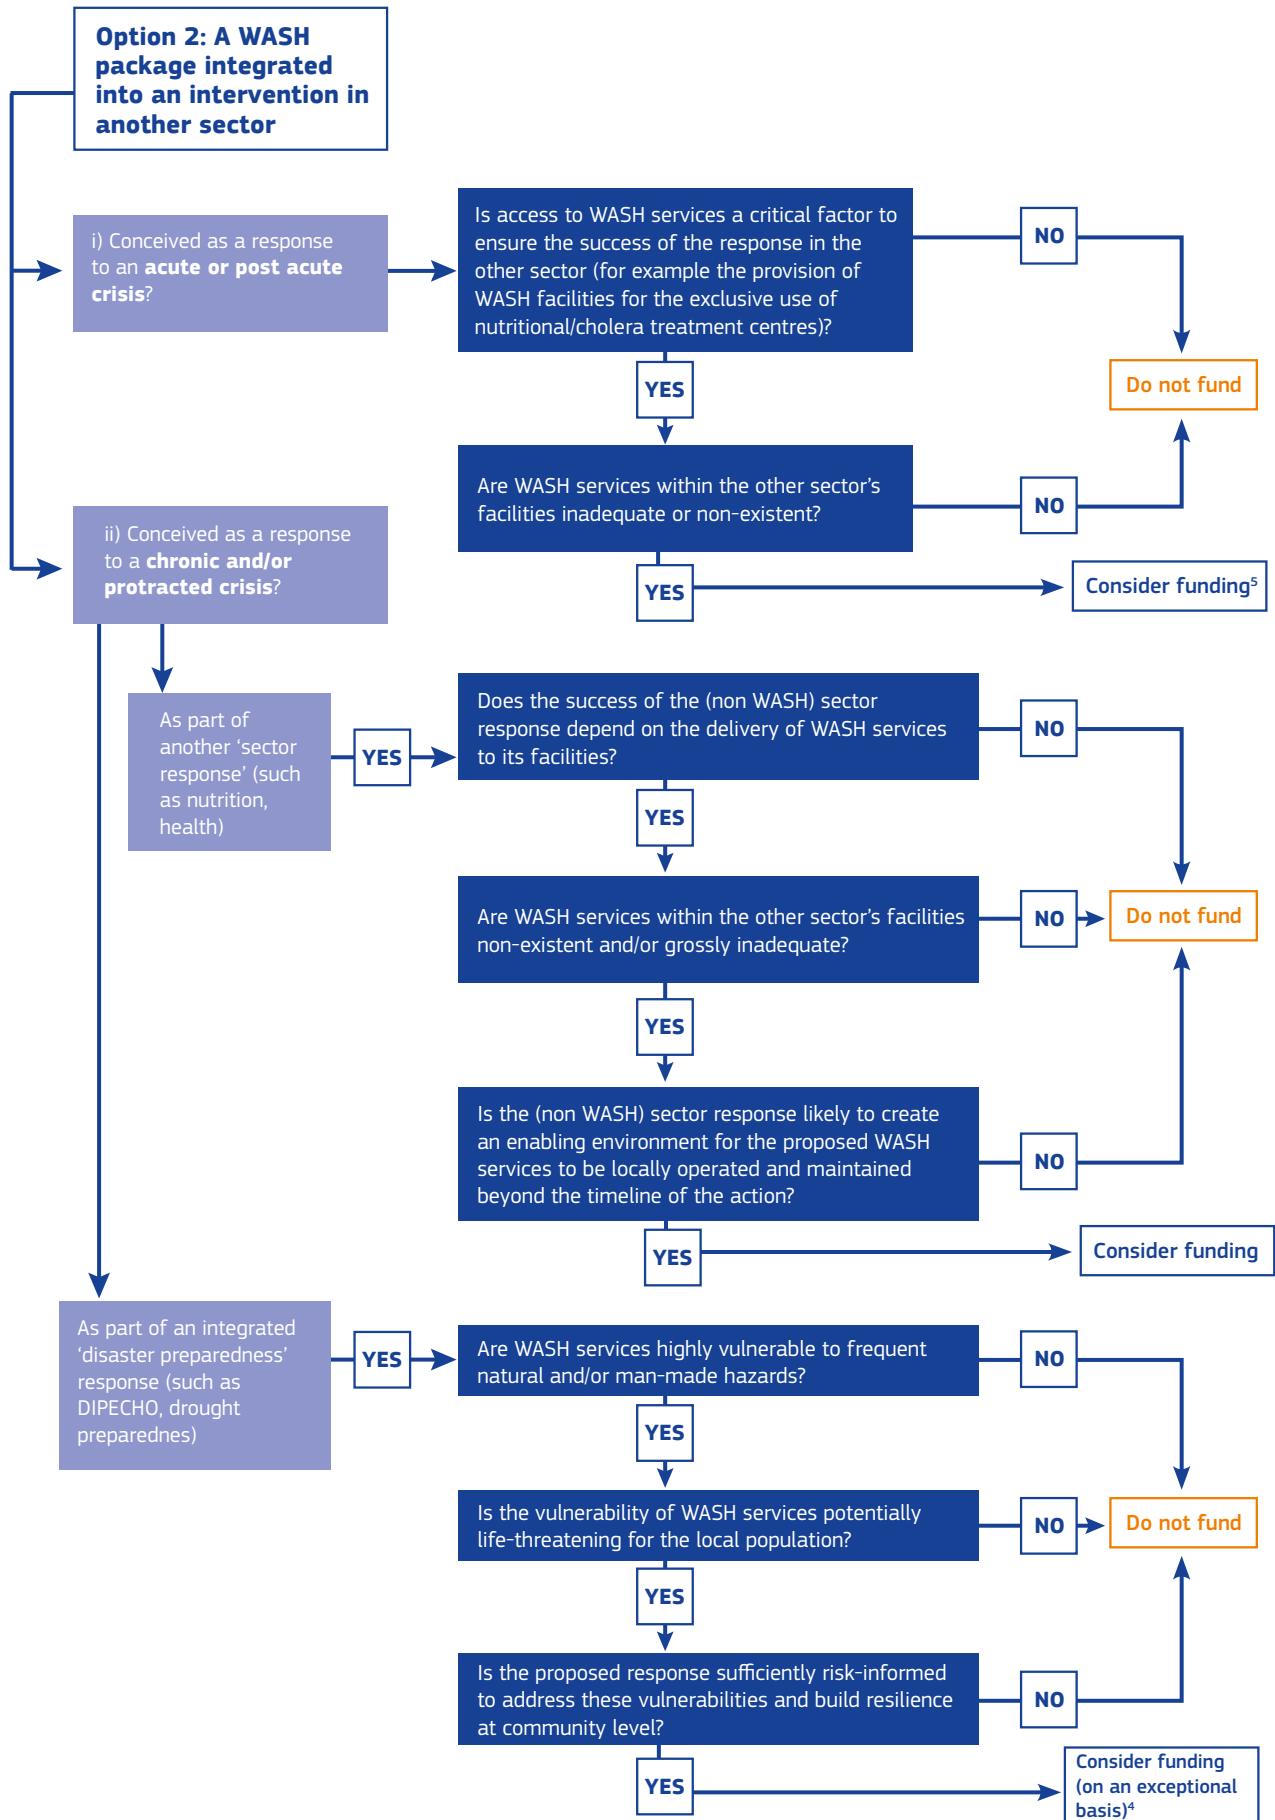 Option 2: A WASH
package integrated
into an intervention in
another sector
i) Conceived as a response
to an acute or post acute
crisis?
Is access to WASH services a critical factor to
ensure the success of the response in the
other sector (for example the provision of
WASH facilities for the exclusive use of
nutritional/cholera treatment centres)?
NO
Do not fund
YES
Are WASH services within the other sector's
facilities inadequate or non-existent?
NO
YES
Consider funding⁵
ii) Conceived as a response
to a chronic and/or
protracted crisis?
As part of
another ‘sector
response’ (such
as nutrition,
health)
YES
Does the success of the (non WASH) sector
response depend on the delivery of WASH services
to its facilities?
NO
YES
Are WASH services within the other sector’s facilities
non-existent and/or grossly inadequate?
NO
Do not fund
YES
Is the (non WASH) sector response likely to create
an enabling environment for the proposed WASH
services to be locally operated and maintained
beyond the timeline of the action?
NO
YES
Consider funding
As part of an integrated
‘disaster preparedness’
response (such as
DIPECHO, drought
preparednes)
YES
Are WASH services highly vulnerable to frequent
natural and/or man-made hazards?
NO
YES
Is the vulnerability of WASH services potentially
life-threatening for the local population?
NO
Do not fund
YES
Is the proposed response sufficiently risk-informed
to address these vulnerabilities and build resilience
at community level?
NO
YES
Consider funding
(on an exceptional
basis)⁴